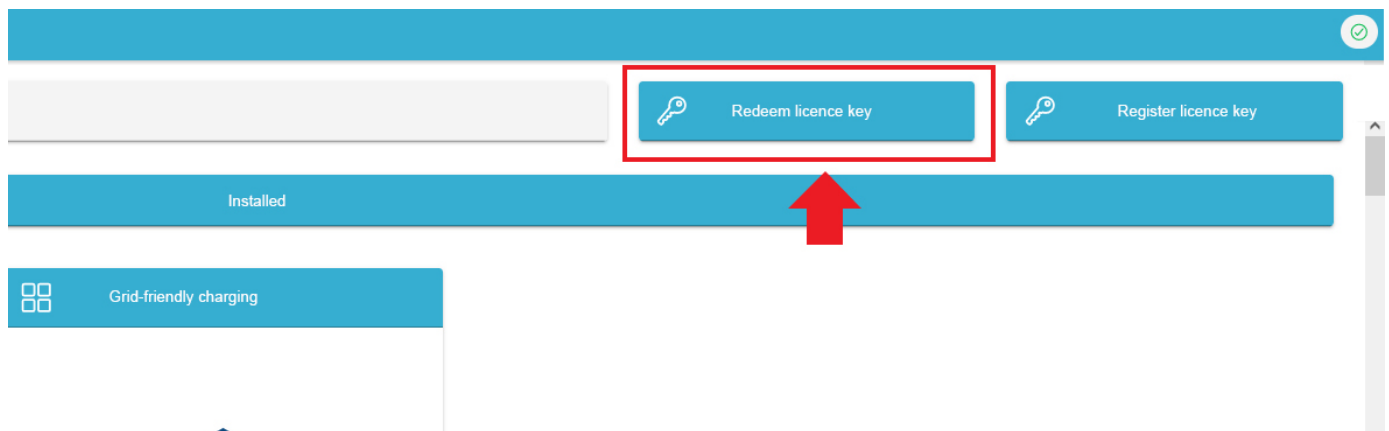 Redeem licence key
Register licence key
Installed
Grid-friendly charging